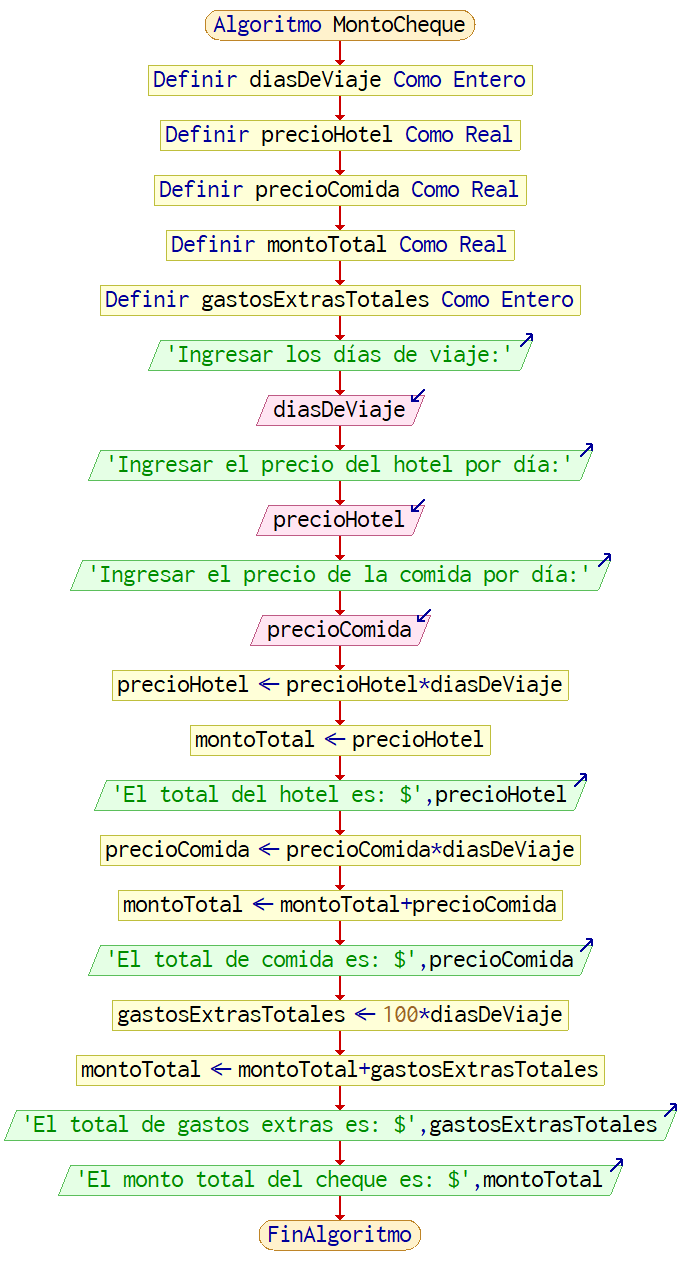 Algoritmo MontoCheque
Definir diasDeViaje Como Entero
Definir precioHotel Como Real
Definir precioComida Como Real
Definir montoTotal Como Real
Definir gastosExtrasTotales Como Entero
'Ingresar los días de viaje:'
diasDeViaje
'Ingresar el precio del hotel por día:'
precioHotel
'Ingresar el precio de la comida por día:'
precioComida
precioHotel ← precioHotel*diasDeViaje
montoTotal ← precioHotel
'El total del hotel es: $',precioHotel
precioComida ← precioComida*diasDeViaje
montoTotal ← montoTotal+precioComida
'El total de comida es: $',precioComida
gastosExtrasTotales ← 100*diasDeViaje
montoTotal ← montoTotal+gastosExtrasTotales
'El total de gastos extras es: $',gastosExtrasTotales
'El monto total del cheque es: $',montoTotal
FinAlgoritmo